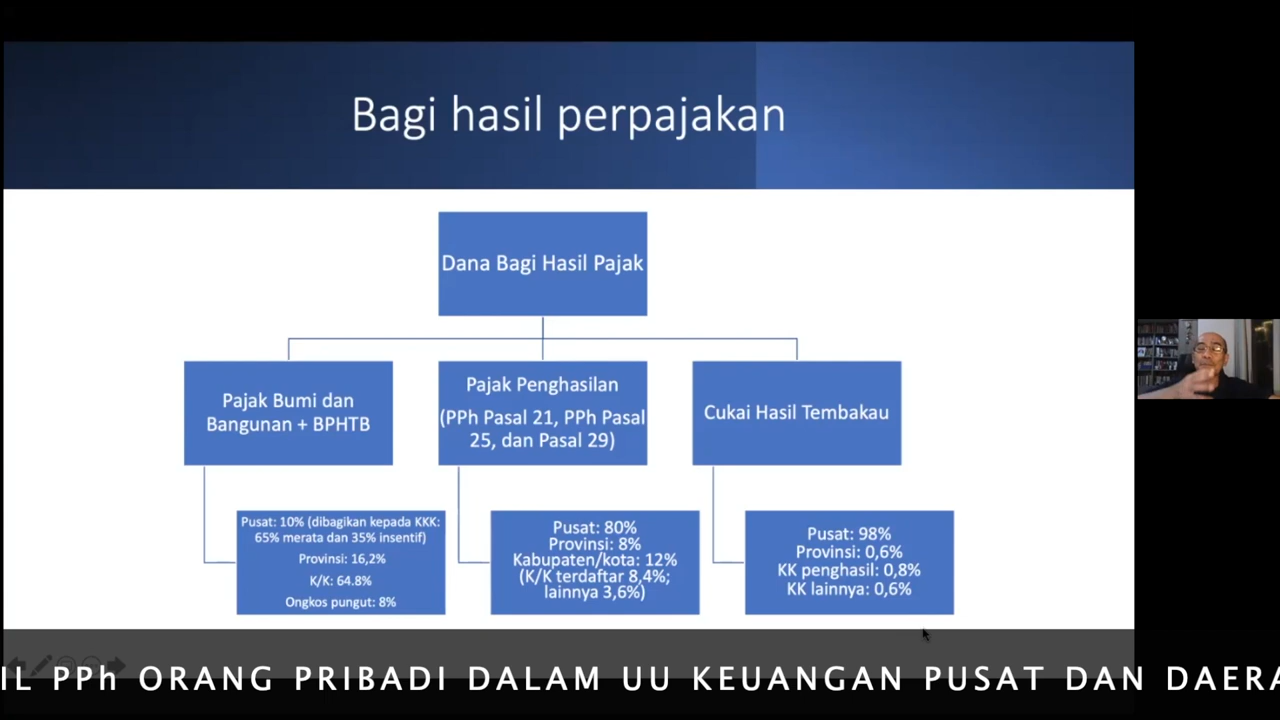 Bagi hasil perpajakan
Dana Bagi Hasil Pajak
Pajak Bumi dan
Bangunan + BPHTB
Pajak Penghasilan
(PPh Pasal 21, PPh Pasal
25, dan Pasal 29)
Cukai Hasil Tembakau
Pusat: 10% (dibagikan kepada KKK:
65% merata dan 35% insentif)
Provinsi: 16,2%
K/K: 64.8%
Ongkos pungut: 8%
Pusat: 80%
Provinsi: 8%
Kabupaten/kota: 12%
(K/K terdaftar 8,4%;
lainnya 3,6%)
Pusat: 98%
Provinsi: 0,6%
KK penghasil: 0,8%
KK lainnya: 0,6%
IL PPh ORANG PRIBADI DALAM UU KEUANGAN PUSAT DAN DAERA